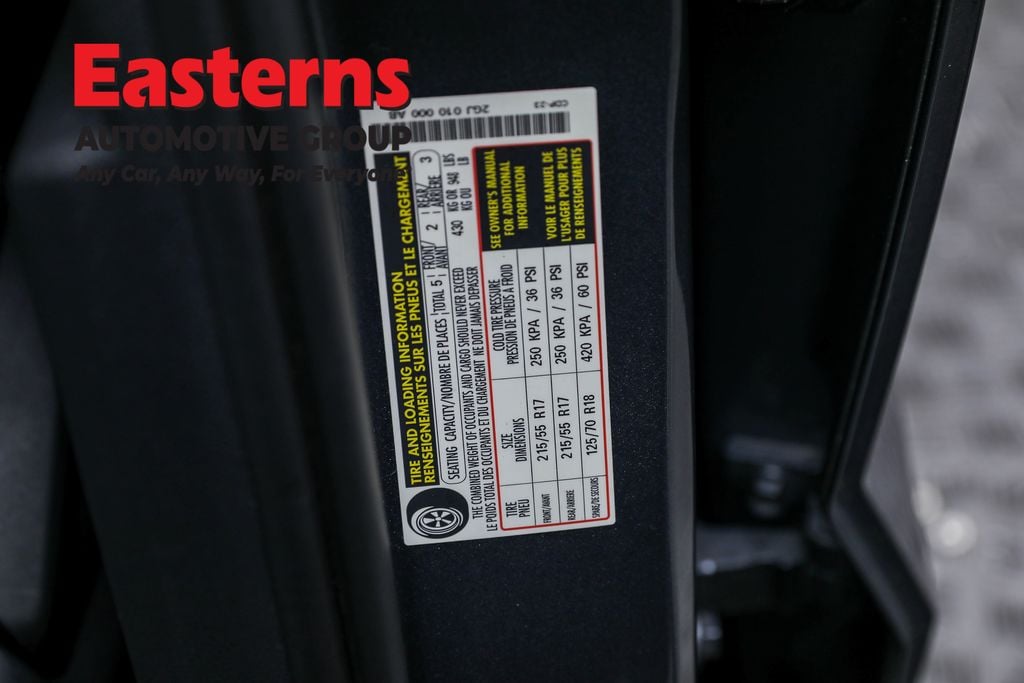 Easterns
AUTOMOTIVE GROUP
Any Car, Any Way, For Everyone
2GJ 010 000 AB
COP-33
TIRE AND LOADING INFORMATION
RENSEIGNEMENTS SUR LES PNEUS ET LE CHARGEMENT
SEATING CAPACITY/NOMBRE DE PLACES TOTAL 5 FRONT/AVANT 2 REAR/ARRIÈRE 3
THE COMBINED WEIGHT OF OCCUPANTS AND CARGO SHOULD NEVER EXCEED 430 KG OR 948 LBS
LE POIDS TOTAL DES OCCUPANTS ET DU CHARGEMENT NE DOIT JAMAIS DEPASSER KG OU LB
TIRE SIZE COLD TIRE PRESSURE
PNEU DIMENSIONS PRESSION DE PNEUS A FROID
FRONT/AVANT 215/55 R17 250 KPA / 36 PSI
REAR/ARRIERE 215/55 R17 250 KPA / 36 PSI
SPARE/DE SECOURS 125/70 R18 420 KPA / 60 PSI
SEE OWNER'S MANUAL
FOR ADDITIONAL
INFORMATION
VOIR LE MANUEL DE
L'USAGER POUR PLUS
DE RENSEIGNEMENTS